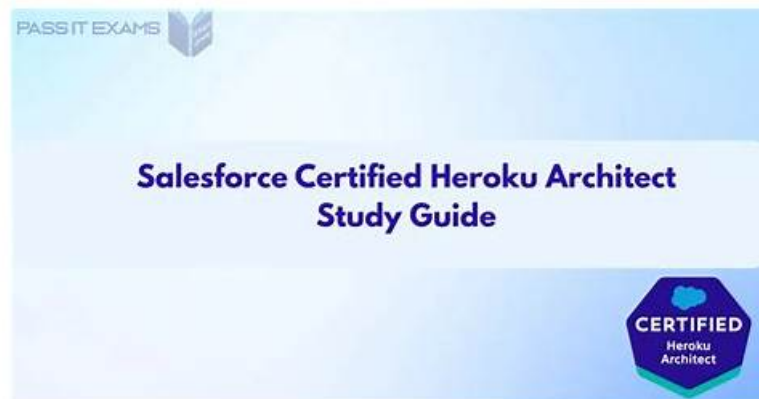 PASS IT EXAMS
Salesforce Certified Heroku Architect
Study Guide
CERTIFIED
Heroku
Architect